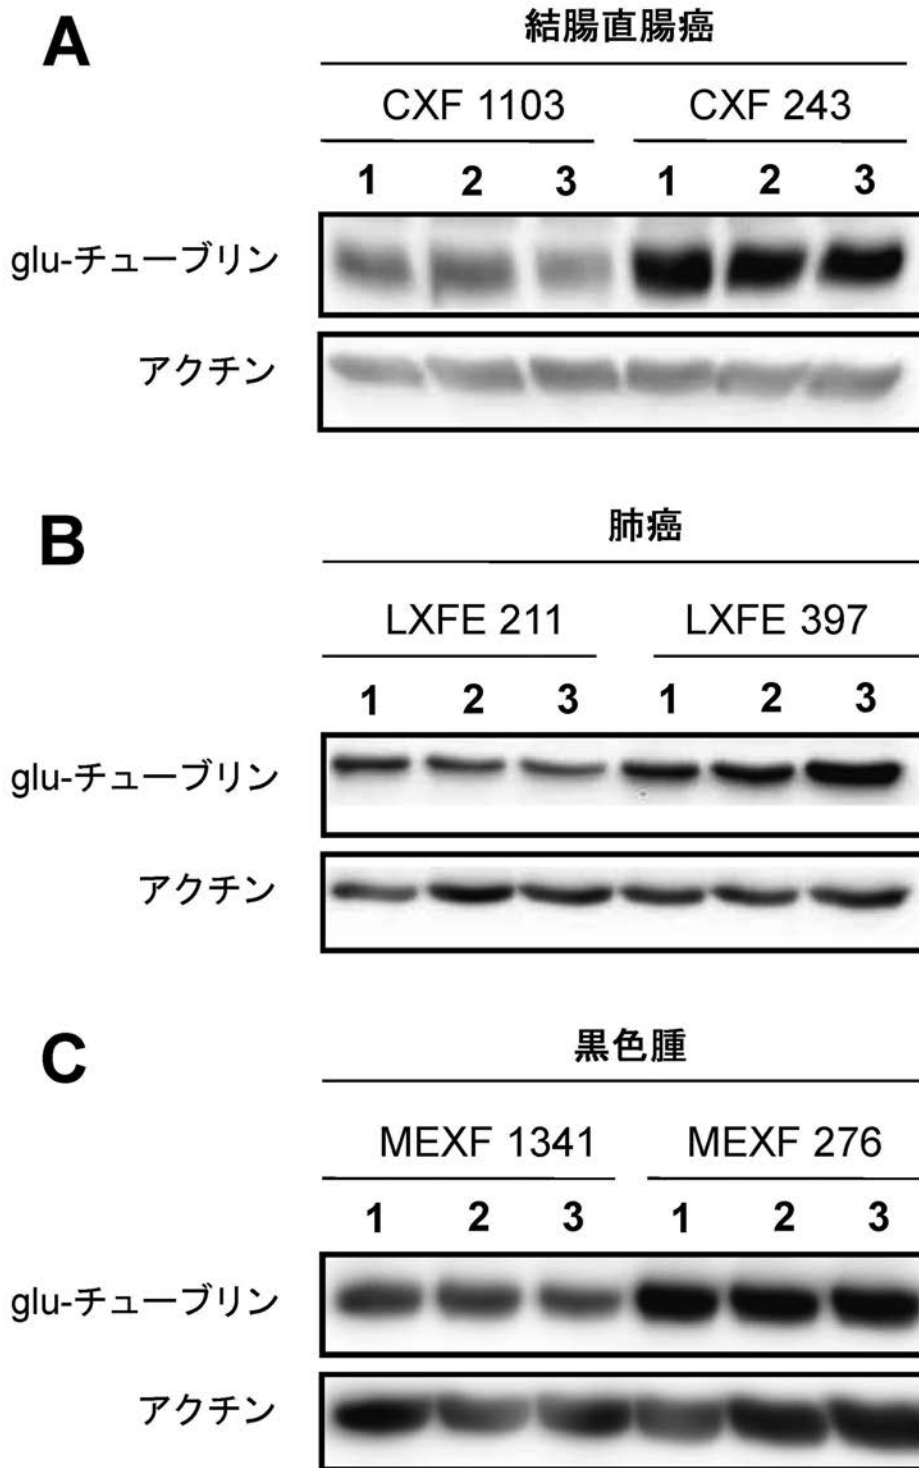 A
結腸直腸癌
CXF 1103 CXF 243
1 2 3 1 2 3
glu-チューブリン
アクチン
B
肺癌
LXFE 211 LXFE 397
1 2 3 1 2 3
glu-チューブリン
アクチン
C
黒色腫
MEXF 1341 MEXF 276
1 2 3 1 2 3
glu-チューブリン
アクチン